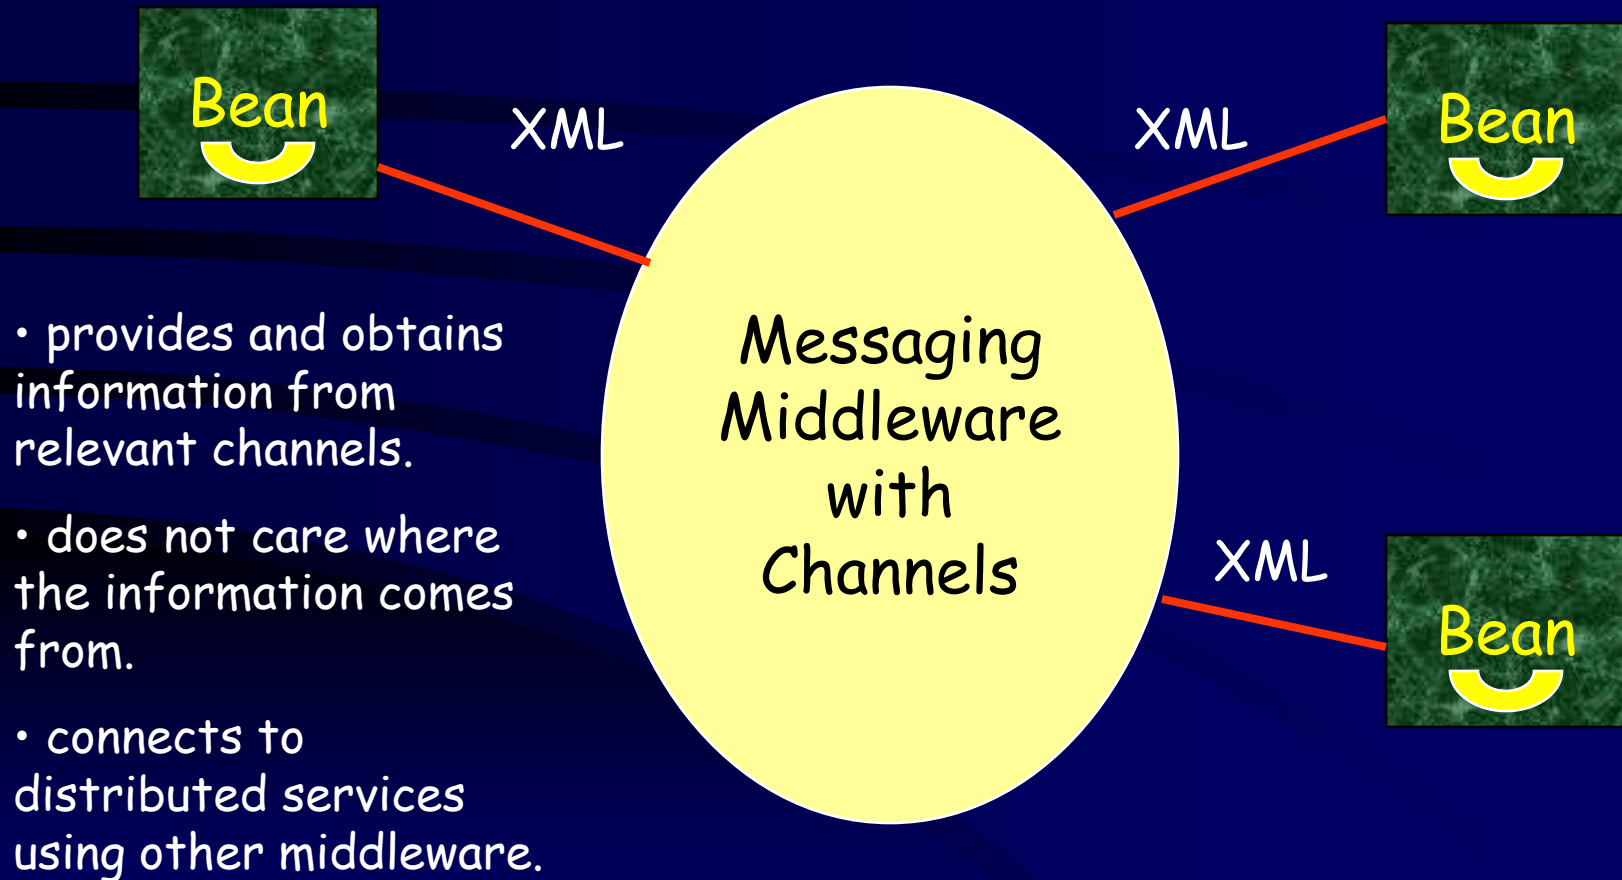 Bean
XML
XML
Bean
Messaging
Middleware
with
Channels
• provides and obtains
information from
relevant channels.
• does not care where
the information comes
from.
• connects to
distributed services
using other middleware.
XML
Bean